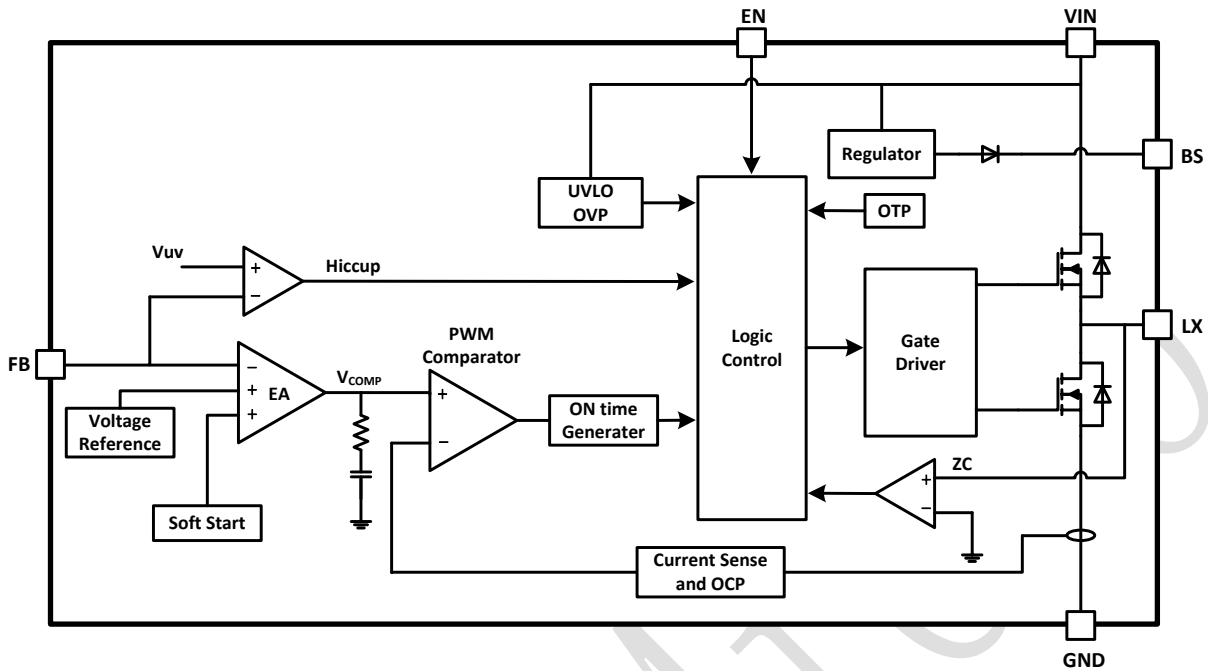 EN
VIN
Regulator
BS
UVLO
OVP
OTP
Vuv
+
−
Hiccup
PWM
Comparator
Logic
Control
Gate
Driver
LX
FB
−
+
+
EA
VCOMP
+
−
ON time
Generater
Voltage
Reference
Soft Start
ZC
+
−
Current Sense
and OCP
GND